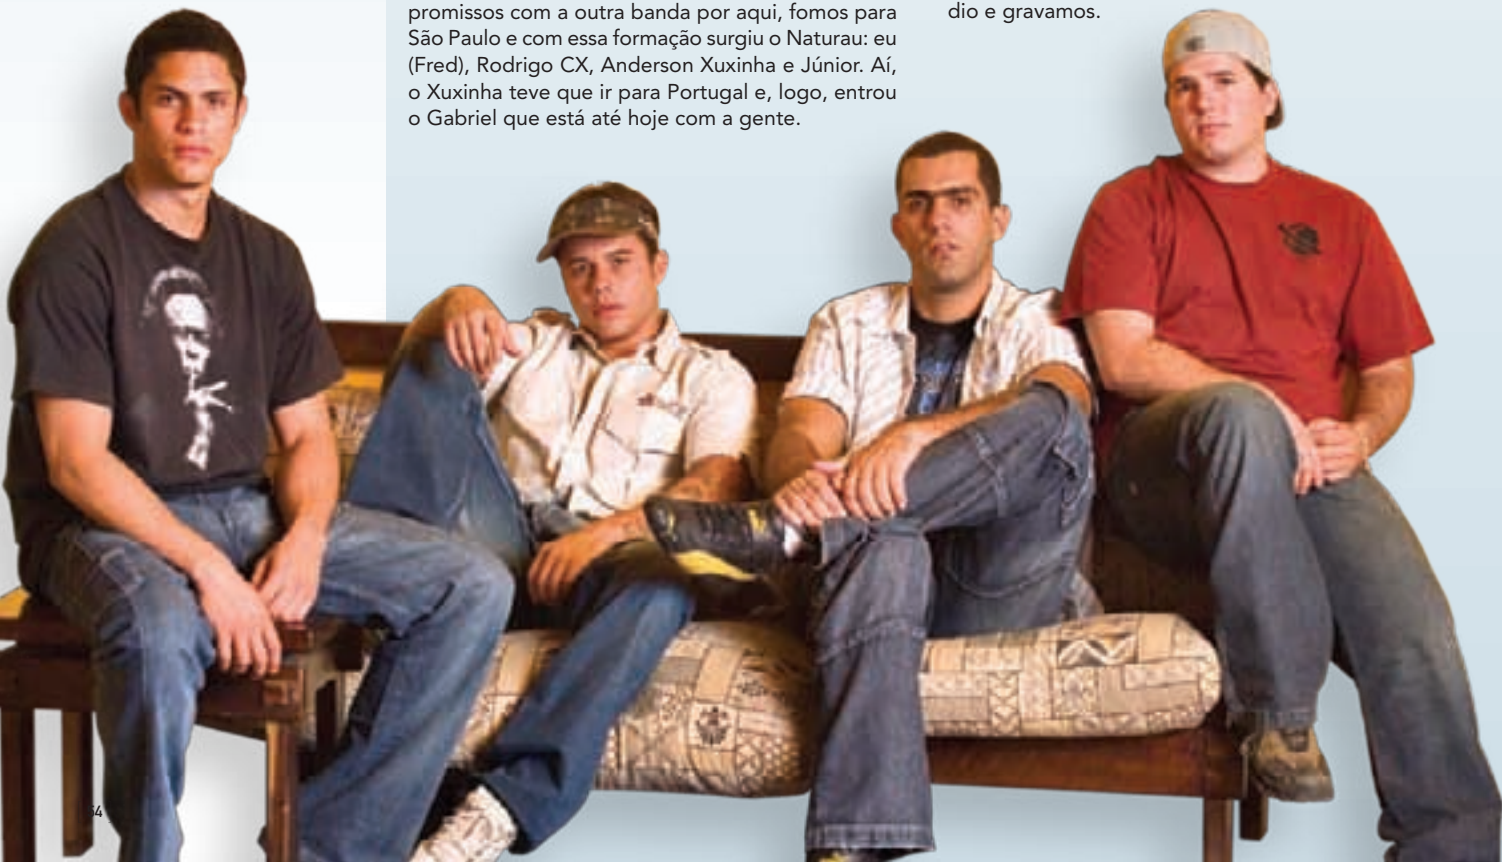 promissos com a outra banda por aqui, fomos para
São Paulo e com essa formação surgiu o Naturau: eu
(Fred), Rodrigo CX, Anderson Xuxinha e Júnior. Aí,
o Xuxinha teve que ir para Portugal e, logo, entrou
o Gabriel que está até hoje com a gente.
dio e gravamos.